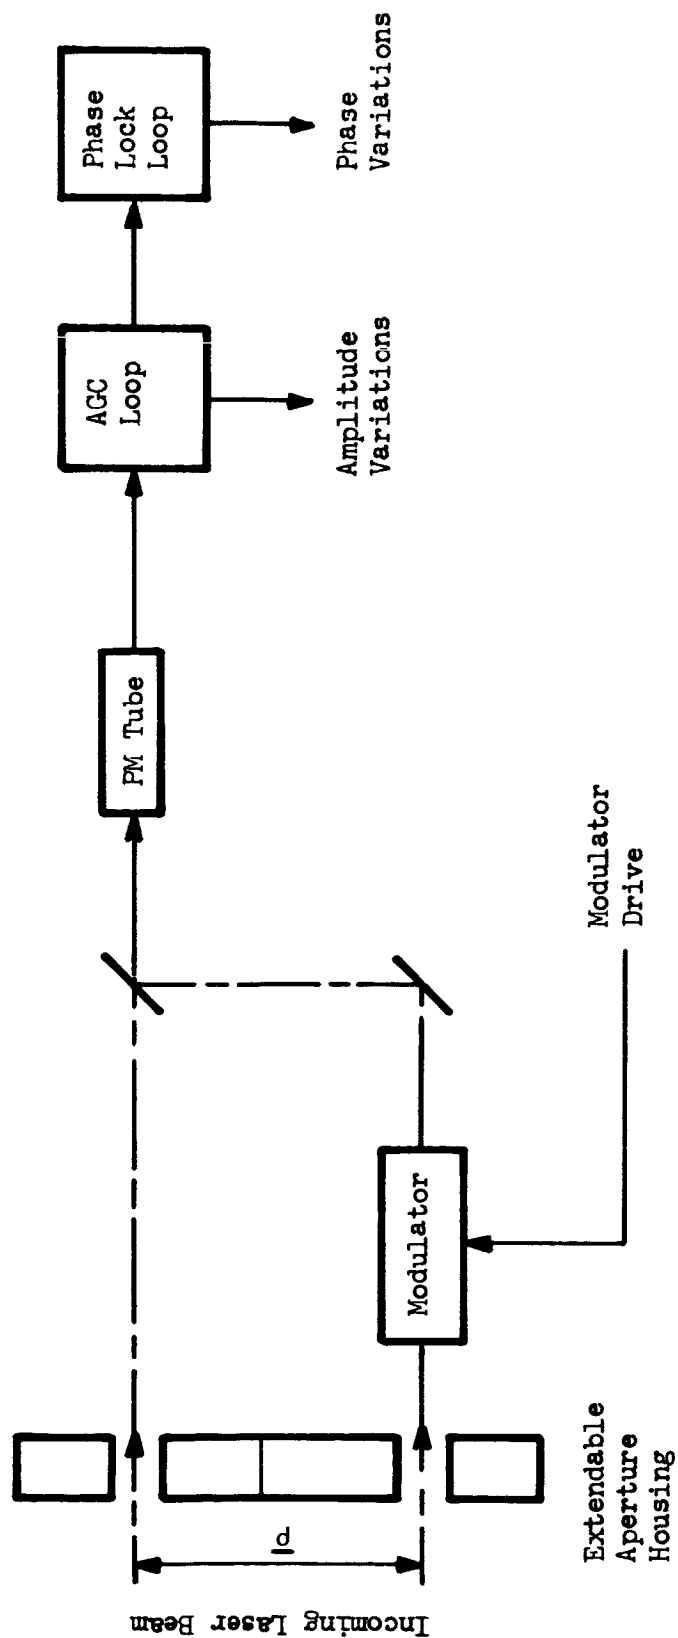 Incoming Laser Beam
ρ
Extendable
Aperture
Housing
Modulator
Modulator
Drive
PM Tube
AGC
Loop
Amplitude
Variations
Phase
Lock
Loop
Phase
Variations